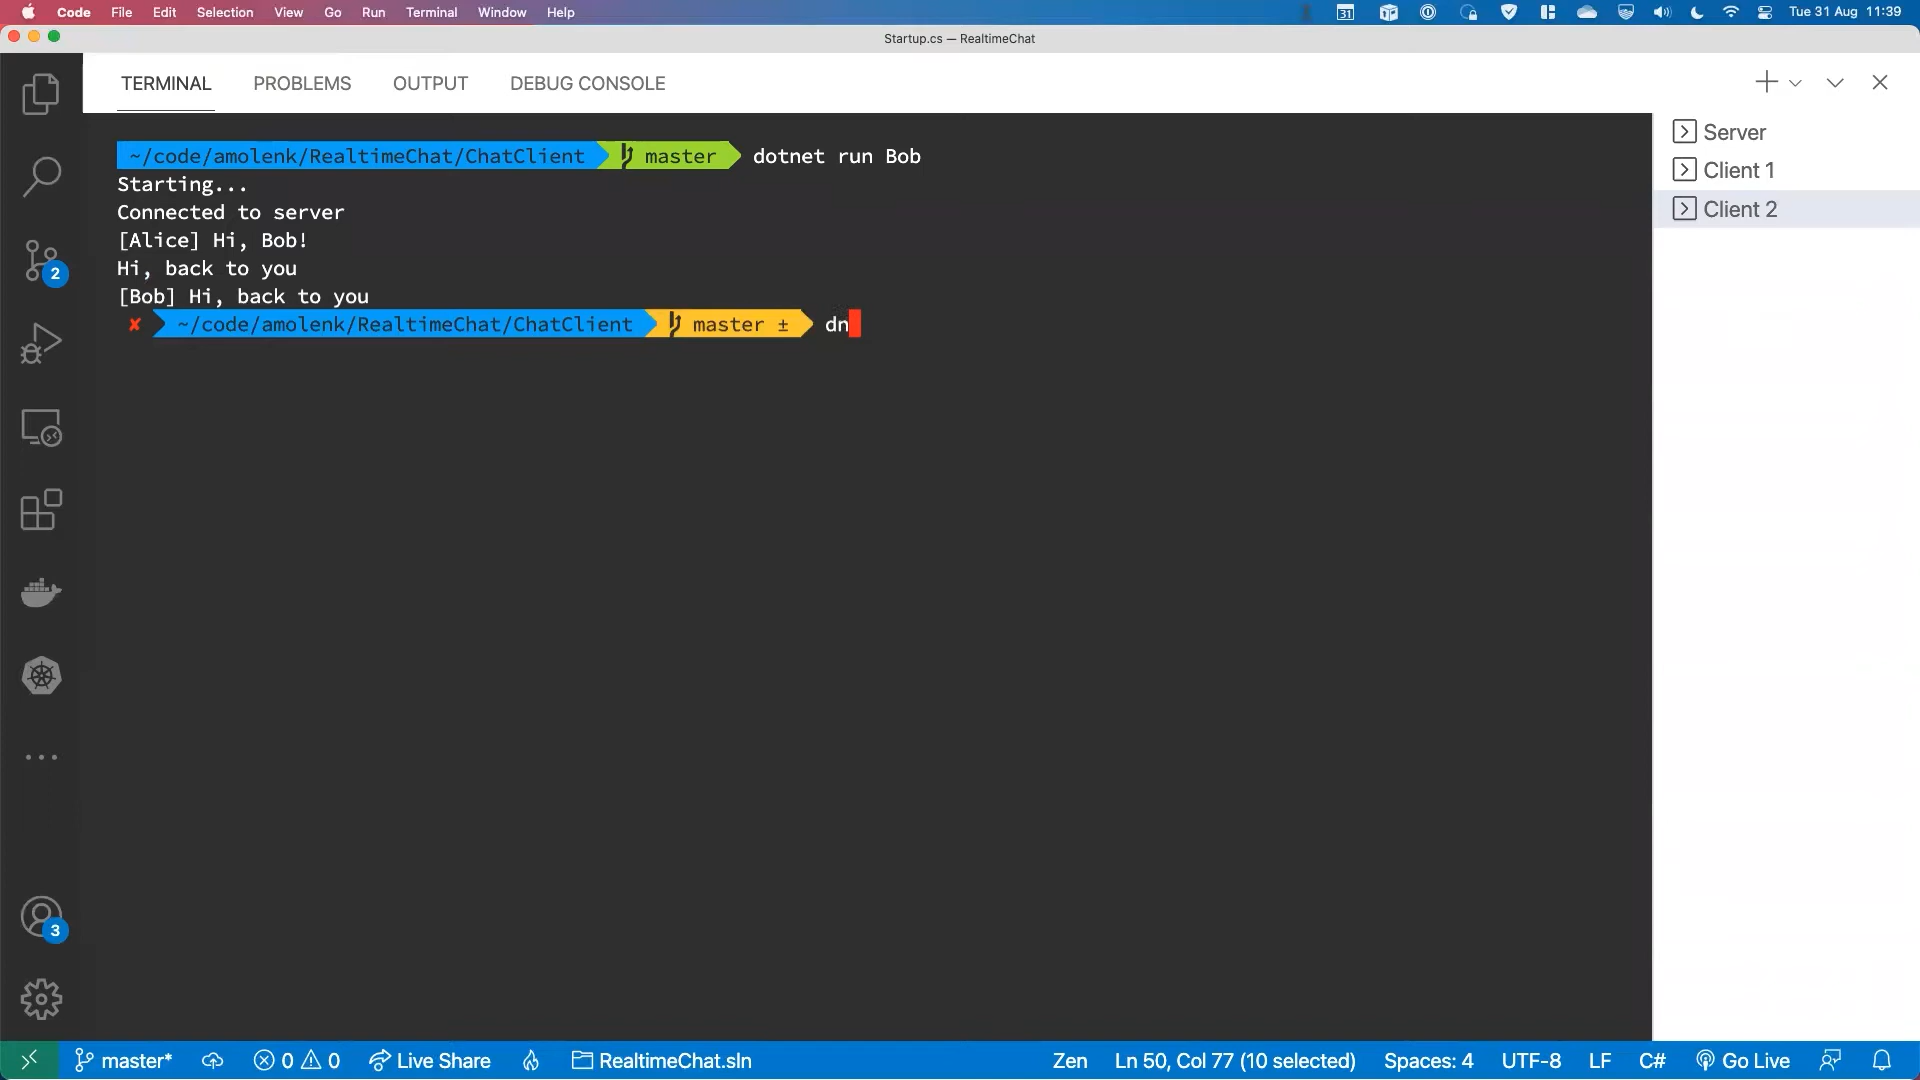 Code File Edit Selection View Go Run Terminal Window Help 31 Tue 31 Aug 11:39
Startup.cs — RealtimeChat
TERMINAL PROBLEMS OUTPUT DEBUG CONSOLE
~/code/amolenk/RealtimeChat/ChatClient master dotnet run Bob
Starting...
Connected to server
[Alice] Hi, Bob!
Hi, back to you
[Bob] Hi, back to you
✘ ~/code/amolenk/RealtimeChat/ChatClient master ± dn
Server
Client 1
Client 2
2
3
master* 0 0 Live Share RealtimeChat.sln Zen Ln 50, Col 77 (10 selected) Spaces: 4 UTF-8 LF C# Go Live